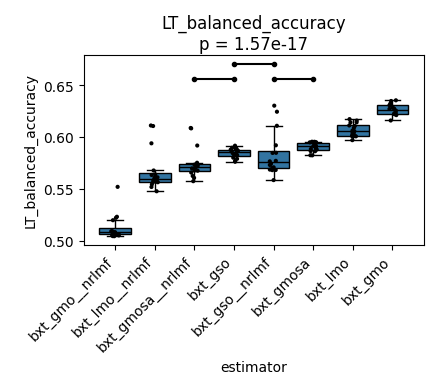 LT_balanced_accuracy
p = 1.57e-17
LT_balanced_accuracy
0.65
0.60
0.55
0.50
bxt_gmo__nrlmf
bxt_lmo__nrlmf
bxt_gmosa__nrlmf
bxt_gso
bxt_gso__nrlmf
bxt_gmosa
bxt_lmo
bxt_gmo
estimator